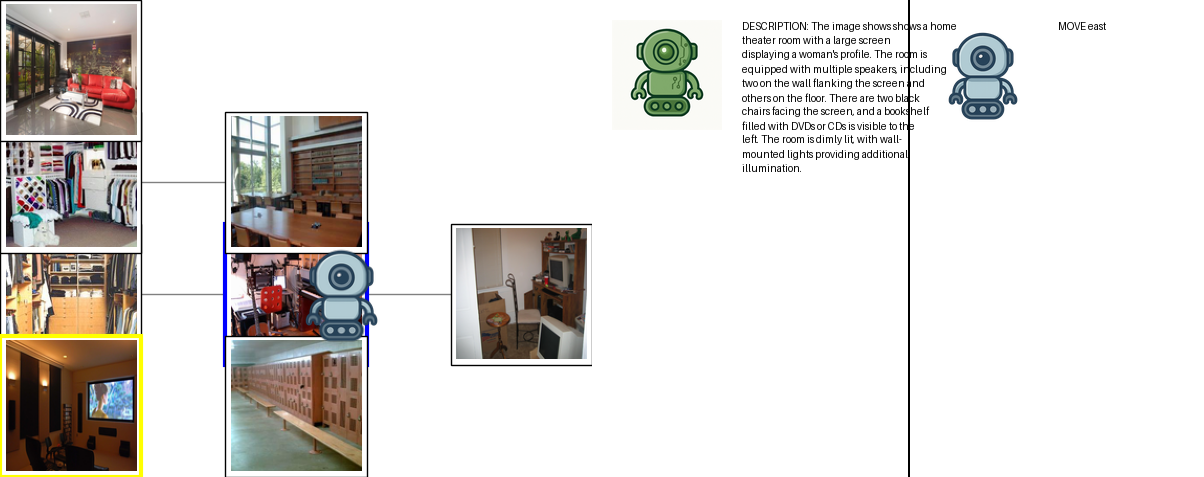 DESCRIPTION: The image shows shows a home
theater room with a large screen
displaying a woman's profile. The room is
equipped with multiple speakers, including
two on the wall flanking the screen and
others on the floor. There are two black
chairs facing the screen, and a bookshelf
filled with DVDs or CDs is visible to the
left. The room is dimly lit, with wall-
mounted lights providing additional
illumination.
MOVE east